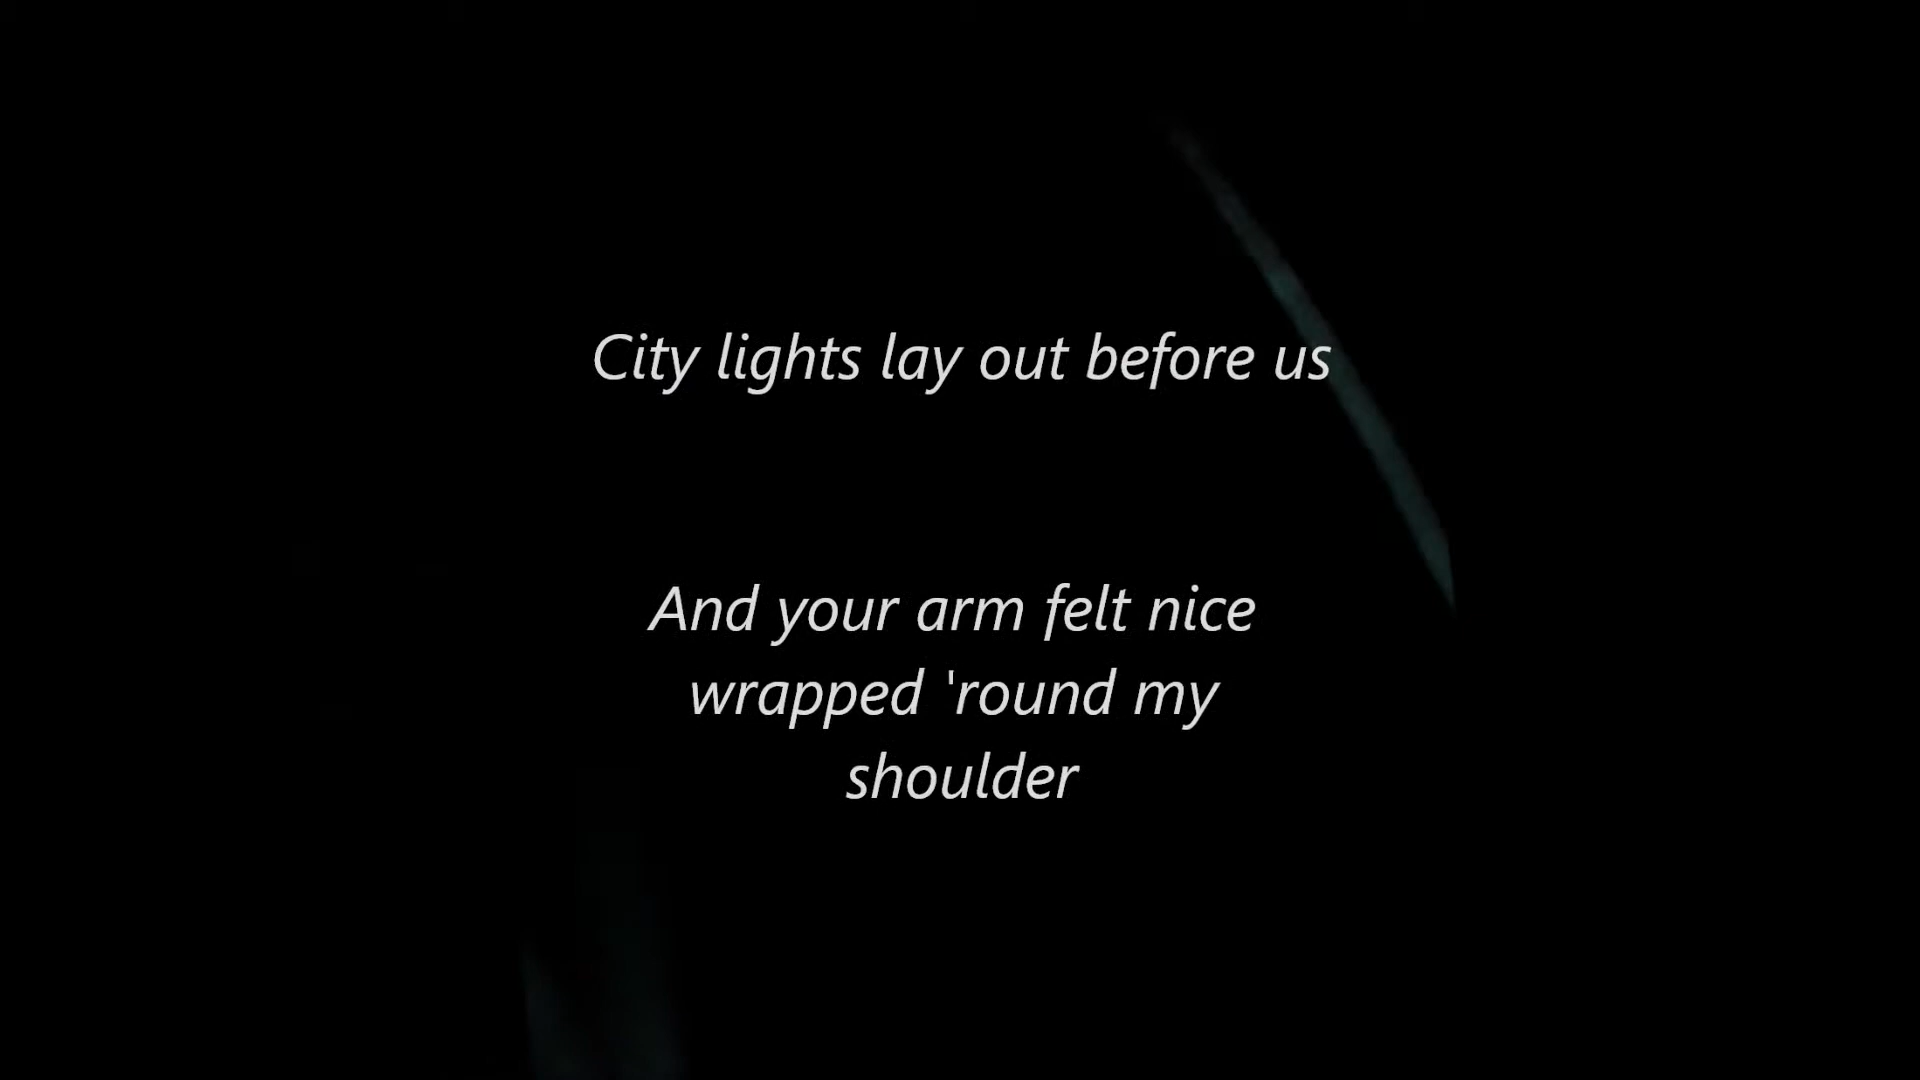 City lights lay out before us
And your arm felt nice
wrapped 'round my
shoulder